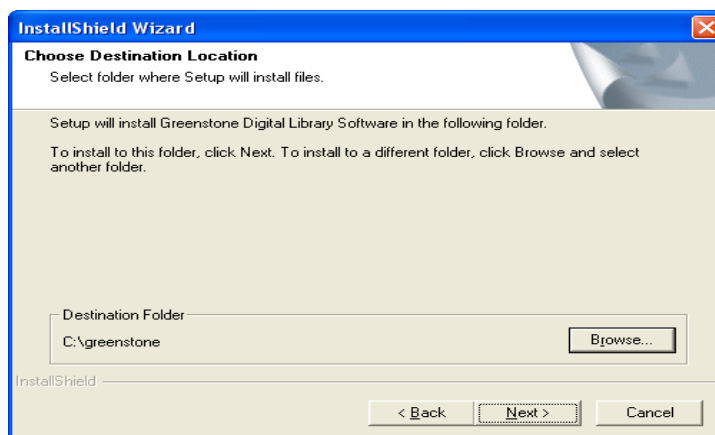 InstallShield Wizard
Choose Destination Location
Select folder where Setup will install files.
Setup will install Greenstone Digital Library Software in the following folder.
To install to this folder, click Next. To install to a different folder, click Browse and select
another folder.
Destination Folder
C:\greenstone
Browse...
InstallShield
< Back
Next >
Cancel